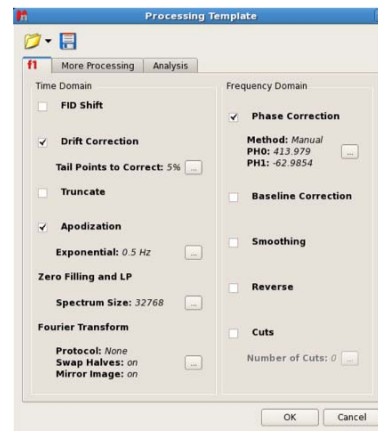 Processing Template
f1
More Processing
Analysis
Time Domain
FID Shift
Drift Correction
Tail Points to Correct: 5%
...
Truncate
Apodization
Exponential: 0.5 Hz
...
Zero Filling and LP
Spectrum Size: 32768
...
Fourier Transform
Protocol: None
Swap Halves: on
...
Mirror Image: on
Frequency Domain
Phase Correction
Method: Manual
PH0: 413.979
...
PH1: -62.9854
Baseline Correction
Smoothing
Reverse
Cuts
Number of Cuts: 0
...
OK
Cancel